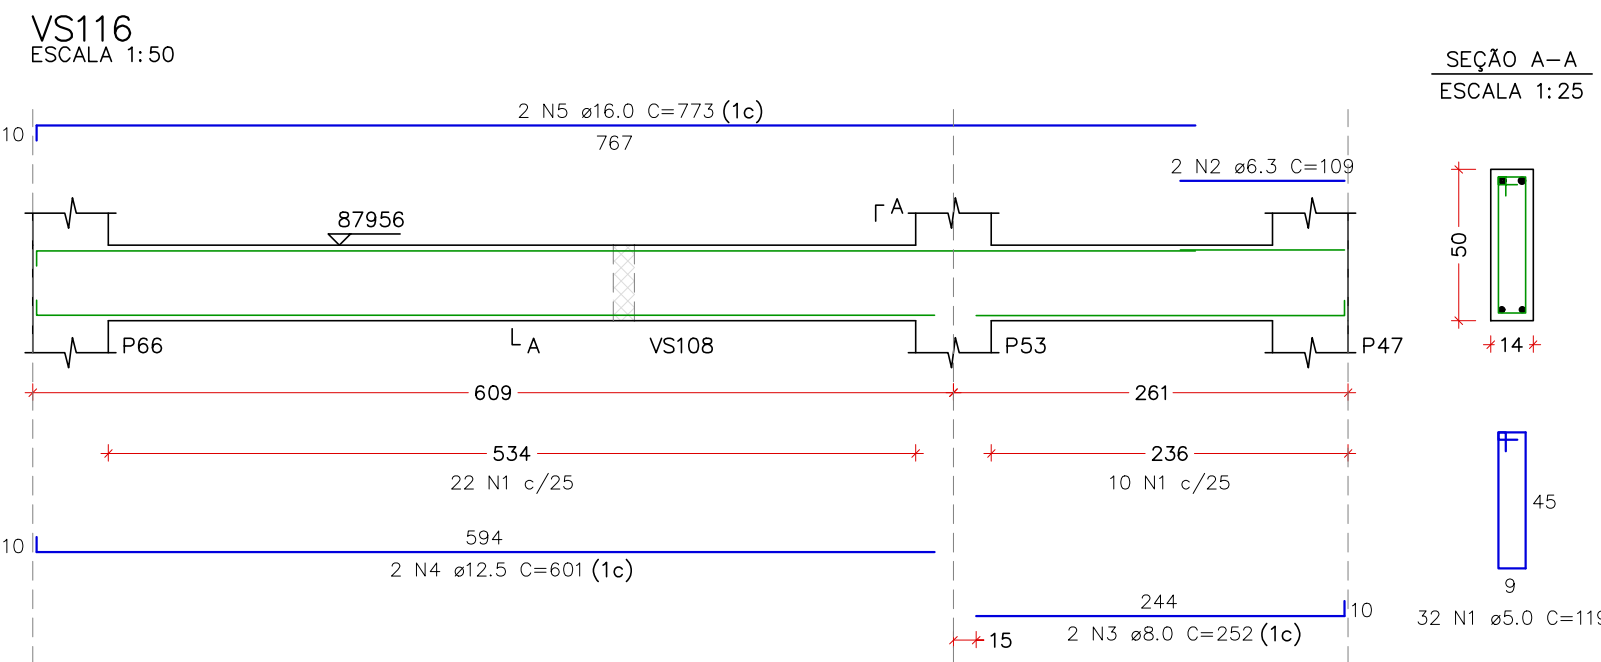 VS116
ESCALA 1:50
SEÇÃO A-A
ESCALA 1:25
2 N5 ø16.0 C=773 (1c)
10
767
2 N2 ø6.3 C=109
87956
A
50
14
P66
A
VS108
P53
P47
609
261
534
236
22 N1 c/25
10 N1 c/25
45
10
594
2 N4 ø12.5 C=601 (1c)
9
244
10
32 N1 ø5.0 C=119
15
2 N3 ø8.0 C=252 (1c)